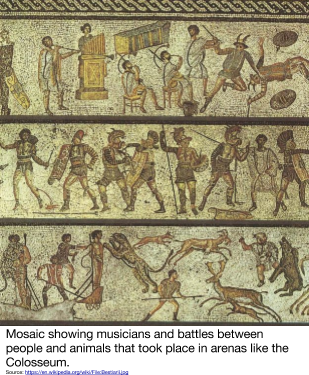 Mosaic showing musicians and battles between
people and animals that took place in arenas like the
Colosseum.
Source: https://en.wikipedia.org/wiki/File:Bestiarii.jpg